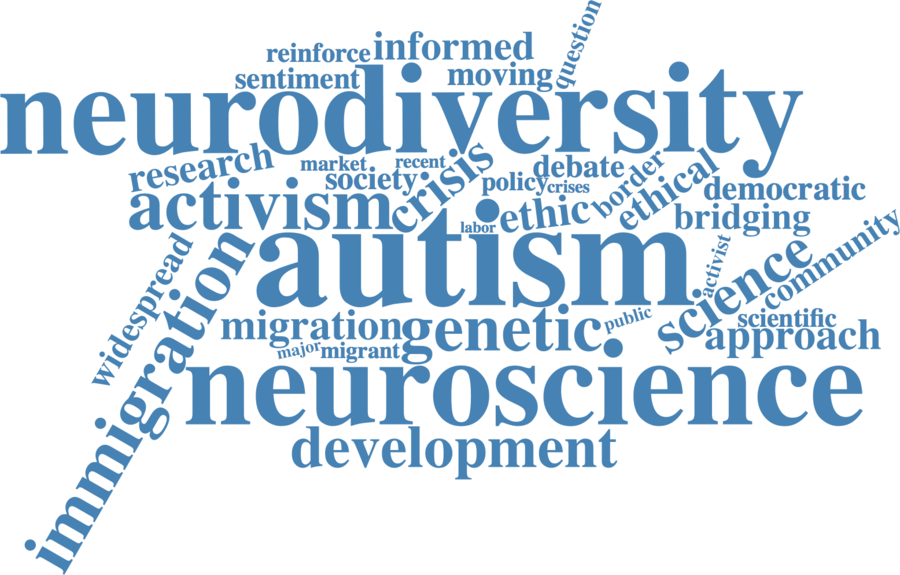 question
reinforce informed
sentiment moving
neurodiversity
research market recent debate
society crisis policy crises border ethical democratic
activism labor ethic bridging
autism
widespread immigration activist science community
migration genetic public scientific
major migrant approach
neuroscience
development